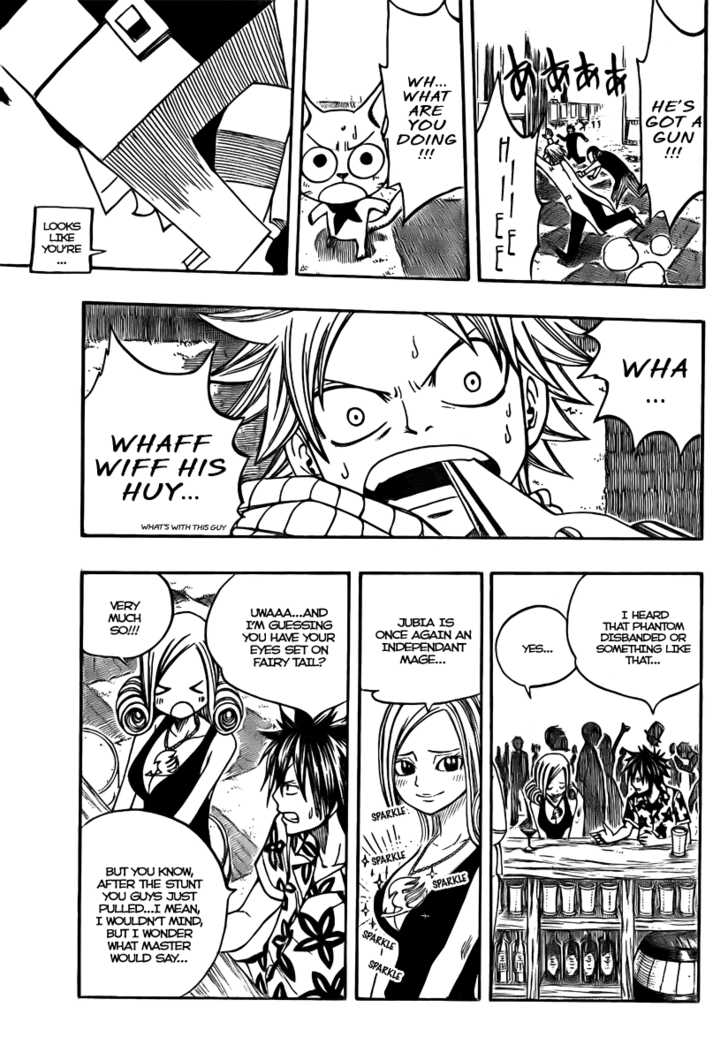 HE'S
GOT A
GUN
!!!
ああああ
HIIEEE
WH...
WHAT
ARE
YOU
DOING
!!!
LOOKS
LIKE
YOU'RE
...
WHA
...
WHAFF
WIFF HIS
HUY...
WHAT'S WITH THIS GUY
I HEARD
THAT PHANTOM
DISBANDED OR
SOMETHING LIKE
THAT...
YES...
JUBIA IS
ONCE AGAIN AN
INDEPENDANT
MAGE...
SPARKLE
SPARKLE
SPARKLE
SPARKLE
SPARKLE
UWAAA...AND
I'M GUESSING
YOU HAVE YOUR
EYES SET ON
FAIRY TAIL?
VERY
MUCH
SO!!!
BUT YOU KNOW,
AFTER THE STUNT
YOU GUYS JUST
PULLED...I MEAN,
I WOULDN'T MIND,
BUT I WONDER
WHAT MASTER
WOULD SAY...